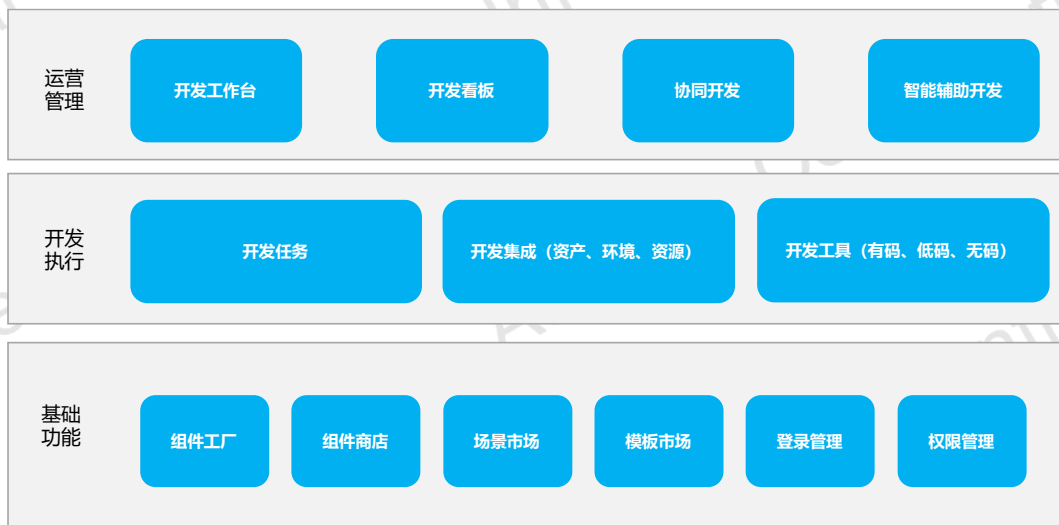 运营
管理
开发工作台
开发看板
协同开发
智能辅助开发
开发
执行
开发任务
开发集成（资产、环境、资源）
开发工具（有码、低码、无码）
基础
功能
组件工厂
组件商店
场景市场
模板市场
登录管理
权限管理